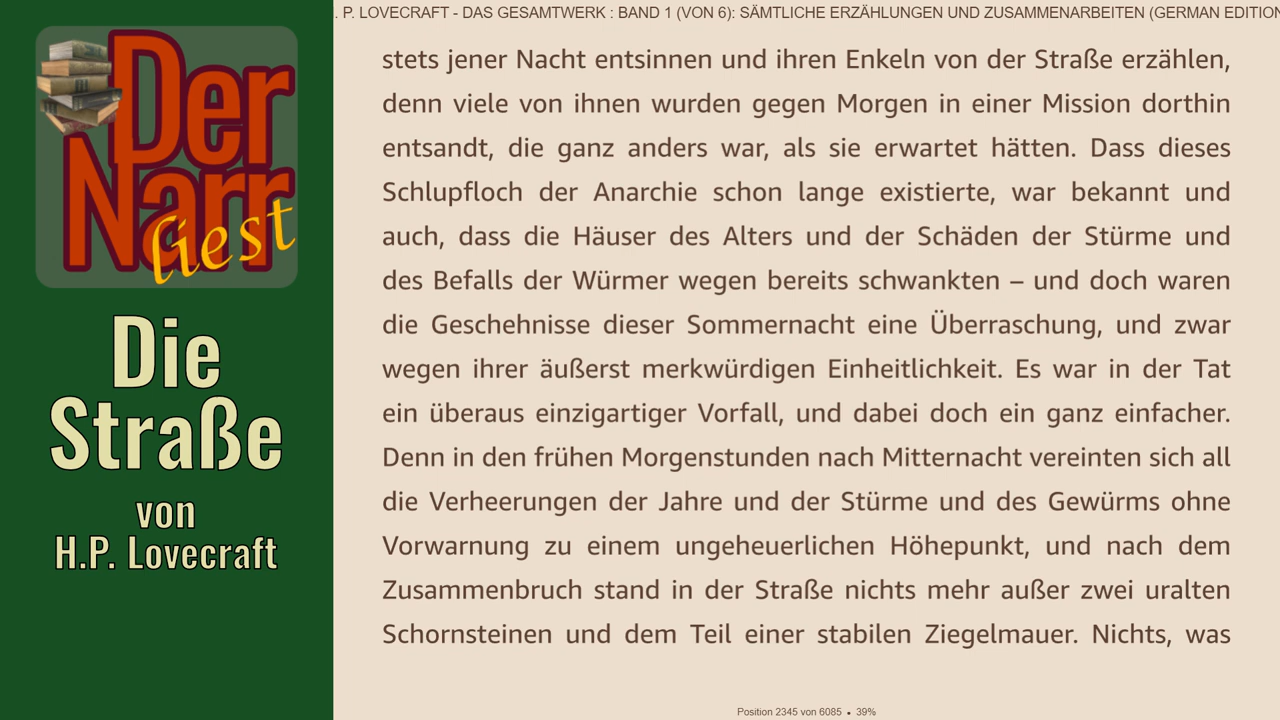 Der
Narr
liest
Die
Straße
von
H.P. Lovecraft
. P. LOVECRAFT - DAS GESAMTWERK : BAND 1 (VON 6): SÄMTLICHE ERZÄHLUNGEN UND ZUSAMMENARBEITEN (GERMAN EDITION
stets jener Nacht entsinnen und ihren Enkeln von der Straße erzählen,
denn viele von ihnen wurden gegen Morgen in einer Mission dorthin
entsandt, die ganz anders war, als sie erwartet hätten. Dass dieses
Schlupfloch der Anarchie schon lange existierte, war bekannt und
auch, dass die Häuser des Alters und der Schäden der Stürme und
des Befalls der Würmer wegen bereits schwankten – und doch waren
die Geschehnisse dieser Sommernacht eine Überraschung, und zwar
wegen ihrer äußerst merkwürdigen Einheitlichkeit. Es war in der Tat
ein überaus einzigartiger Vorfall, und dabei doch ein ganz einfacher.
Denn in den frühen Morgenstunden nach Mitternacht vereinten sich all
die Verheerungen der Jahre und der Stürme und des Gewürms ohne
Vorwarnung zu einem ungeheuerlichen Höhepunkt, und nach dem
Zusammenbruch stand in der Straße nichts mehr außer zwei uralten
Schornsteinen und dem Teil einer stabilen Ziegelmauer. Nichts, was
Position 2345 von 6085 • 39%